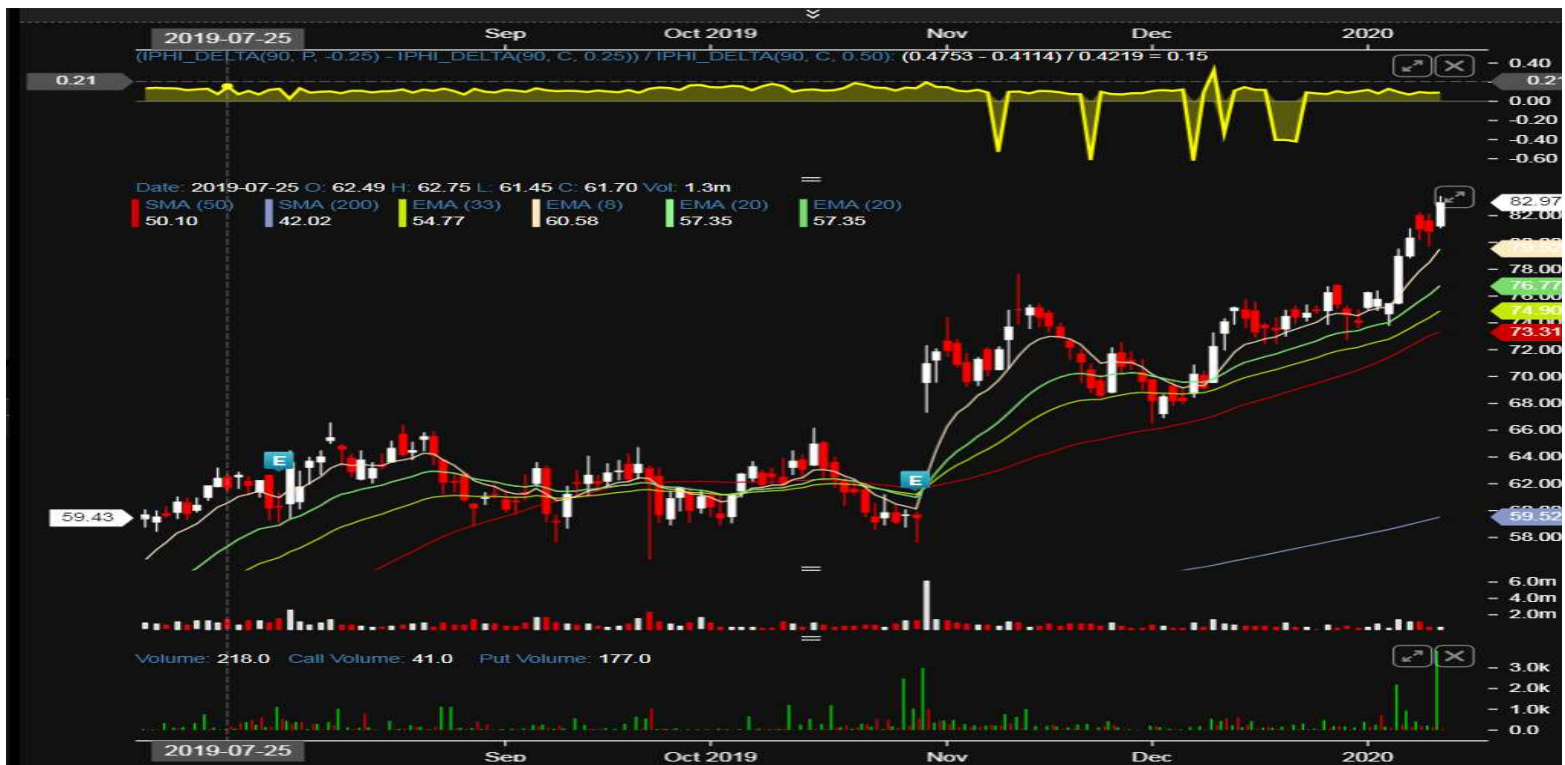 2019-07-25 Sep Oct 2019 Nov Dec 2020
(IPHI_DELTA(90, P, -0.25) - IPHI_DELTA(90, C, 0.25)) / IPHI_DELTA(90, C, 0.50): (0.4753 - 0.4114) / 0.4219 = 0.15
0.40
0.21 0.21
0.00
-0.20
-0.40
-0.60
Date: 2019-07-25 O: 62.49 H: 62.75 L: 61.45 C: 61.70 Vol: 1.3m
SMA (50) SMA (200) EMA (33) EMA (8) EMA (20) EMA (20)
50.10 42.02 54.77 60.58 57.35 57.35
82.97
82.00
78.00
76.77
76.00
74.90
73.31
72.00
70.00
68.00
66.00
E 64.00
E 62.00
59.43 59.52
58.00
6.0m
4.0m
2.0m
Volume: 218.0 Call Volume: 41.0 Put Volume: 177.0
3.0k
2.0k
1.0k
0.0
2019-07-25 Sep Oct 2019 Nov Dec 2020